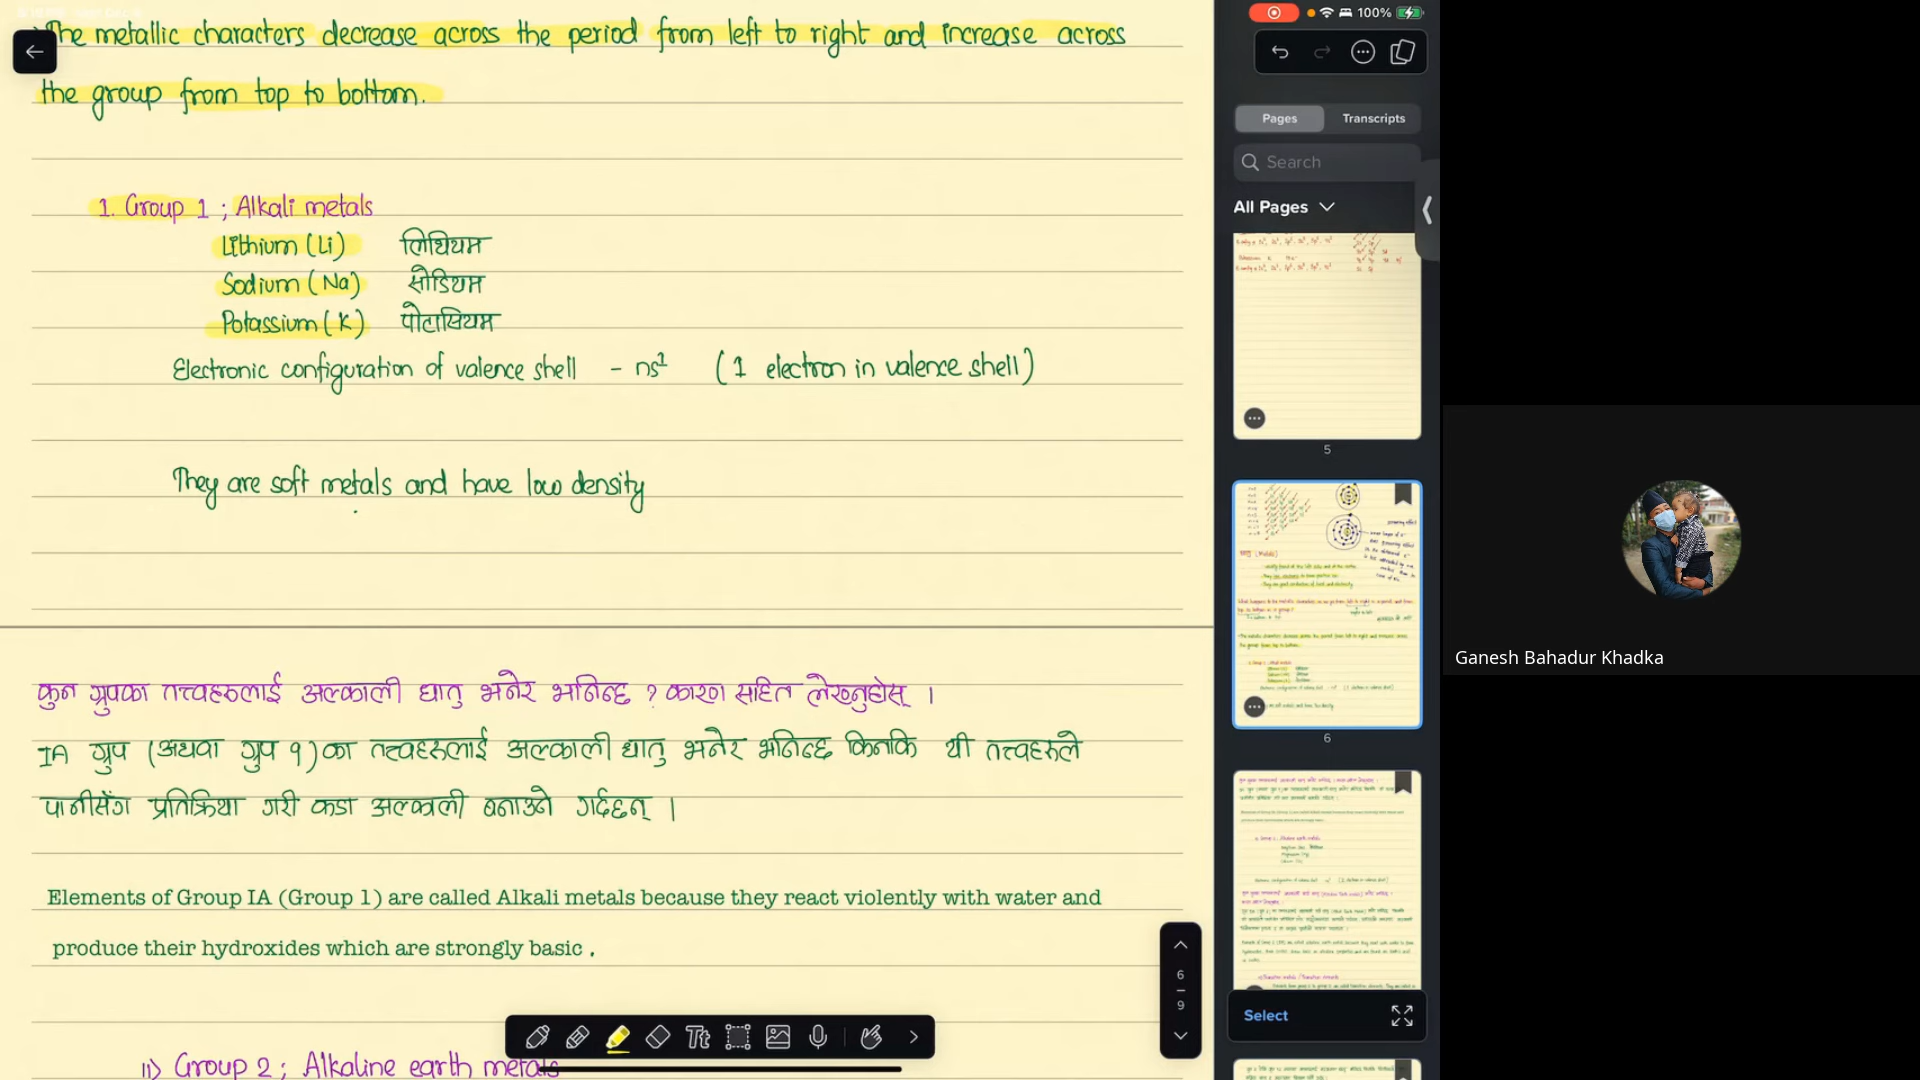 The metallic characters decrease across the period from left to right and increase across
the group from top to bottom.
1. Group 1 ; Alkali metals
Lithium (Li) लिथियम
Sodium (Na) सोडियम
Potassium (K) पोटासियम
Electronic configuration of valence shell - ns¹ (1 electron in valence shell)
They are soft metals and have low density
कुन ग्रुपका तत्त्वहरूलाई अल्काली धातु भनेर भनिन्छ ? कारण सहित लेख्नुहोस् ।
IA ग्रुप (अथवा ग्रुप १) का तत्त्वहरूलाई अल्काली धातु भनेर भनिन्छ किनकि यी तत्त्वहरूले
पानीसँग प्रतिक्रिया गरी कडा अल्काली बनाउने गर्दछन् ।
Elements of Group IA (Group 1) are called Alkali metals because they react violently with water and
produce their hydroxides which are strongly basic .
ii) Group 2 ; Alkaline earth metals
100%
Pages Transcripts
Search
All Pages
5
6
Select
6
9
Tt
Ganesh Bahadur Khadka